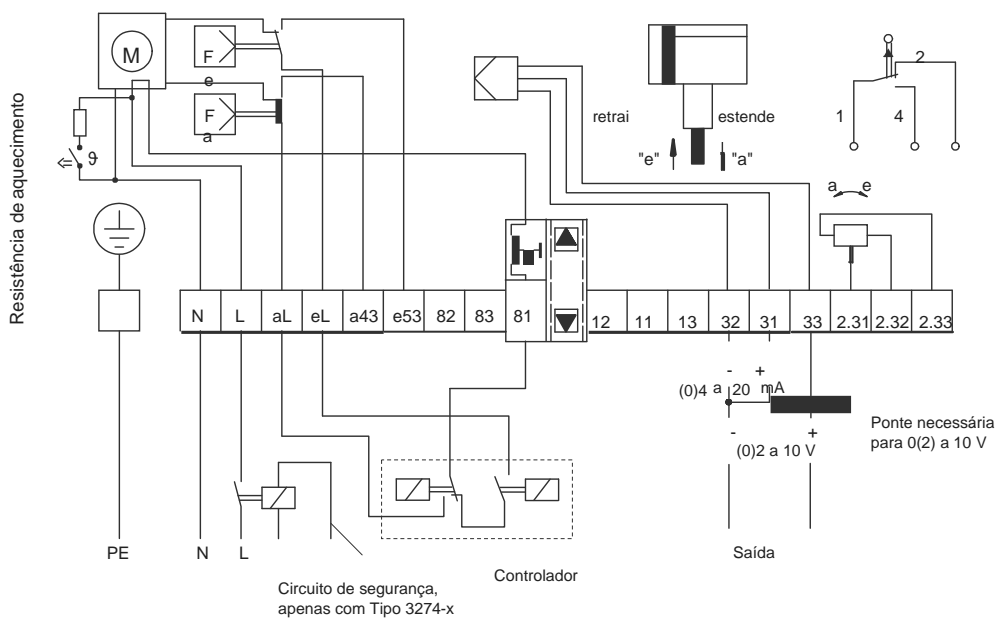 M
F
e
F
a
ϑ
Resistência de aquecimento
retrai
estende
"e"
"a"
1
2
4
a
e
N
L
aL
eL
a43
e53
82
83
81
12
11
13
32
31
33
2.31
2.32
2.33
- +
(0)4 a 20 mA
- +
(0)2 a 10 V
Ponte necessária
para 0(2) a 10 V
PE
N
L
Circuito de segurança,
apenas com Tipo 3274-x
Controlador
Saída